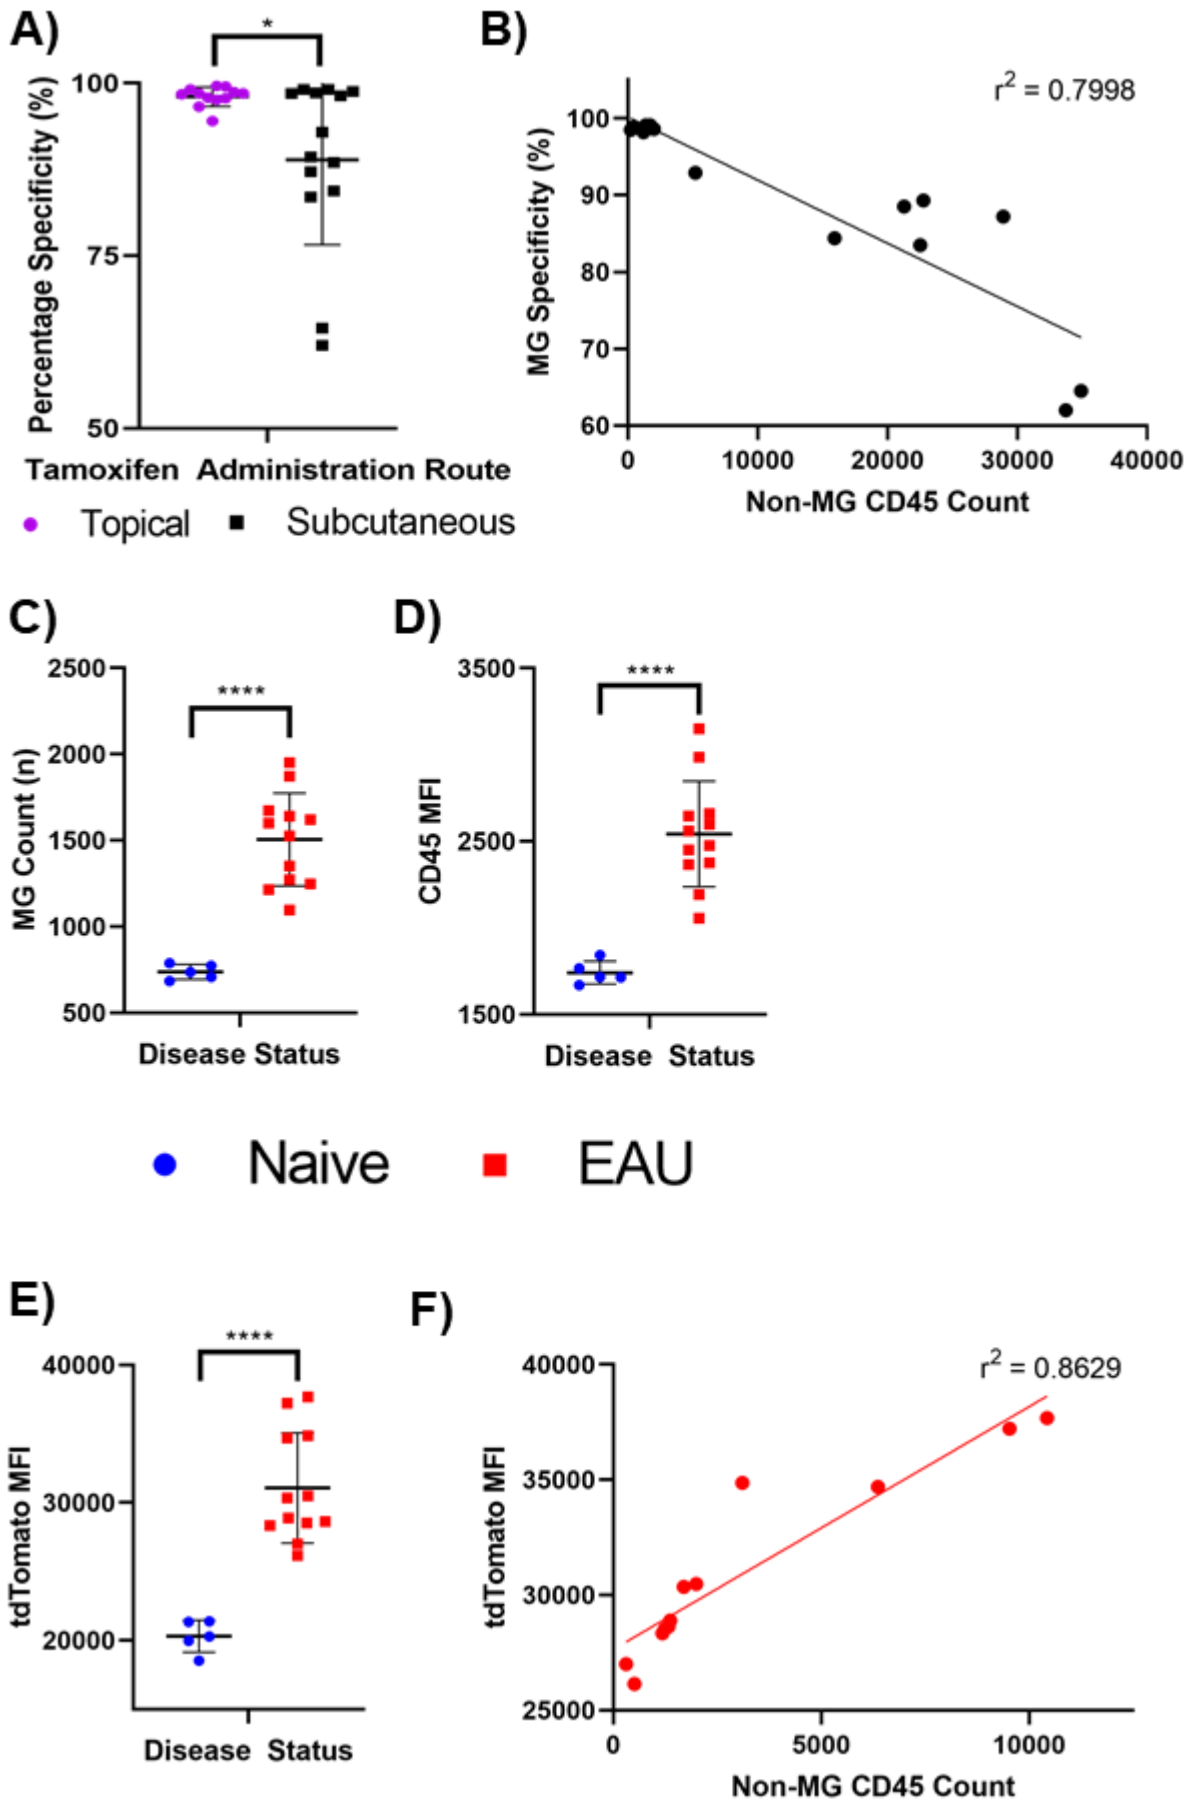 A)
*
100
75
50
Percentage Specificity (%)
Tamoxifen Administration Route
Topical Subcutaneous
B)
r2 = 0.7998
100
90
80
70
60
MG Specificity (%)
0 10000 20000 30000 40000
Non-MG CD45 Count
C)
****
2500
2000
1500
1000
500
MG Count (n)
Disease Status
D)
****
3500
2500
1500
CD45 MFI
Disease Status
Naive EAU
E)
****
40000
30000
20000
tdTomato MFI
Disease Status
F)
r2 = 0.8629
40000
35000
30000
25000
tdTomato MFI
0 5000 10000
Non-MG CD45 Count